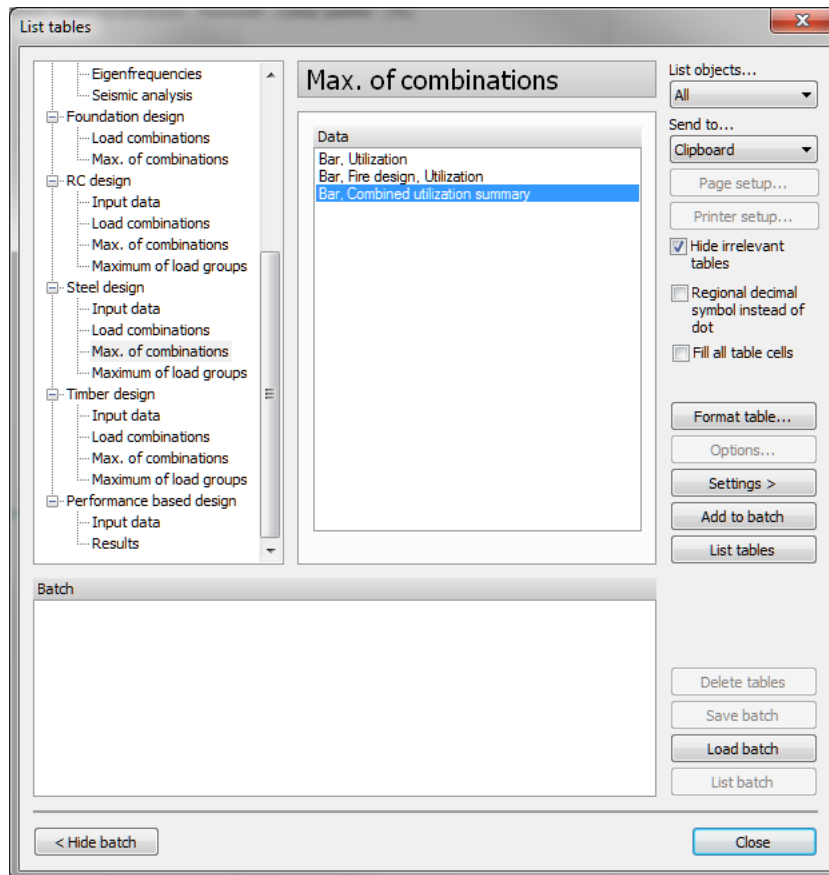 List tables
Eigenfrequencies
Seismic analysis
Foundation design
Load combinations
Max. of combinations
RC design
Input data
Load combinations
Max. of combinations
Maximum of load groups
Steel design
Input data
Load combinations
Max. of combinations
Maximum of load groups
Timber design
Input data
Load combinations
Max. of combinations
Maximum of load groups
Performance based design
Input data
Results
Max. of combinations
Data
Bar, Utilization
Bar, Fire design, Utilization
Bar, Combined utilization summary
List objects...
All
Send to...
Clipboard
Page setup...
Printer setup...
Hide irrelevant
tables
Regional decimal
symbol instead of
dot
Fill all table cells
Format table...
Options...
Settings >
Add to batch
List tables
Batch
Delete tables
Save batch
Load batch
List batch
< Hide batch
Close